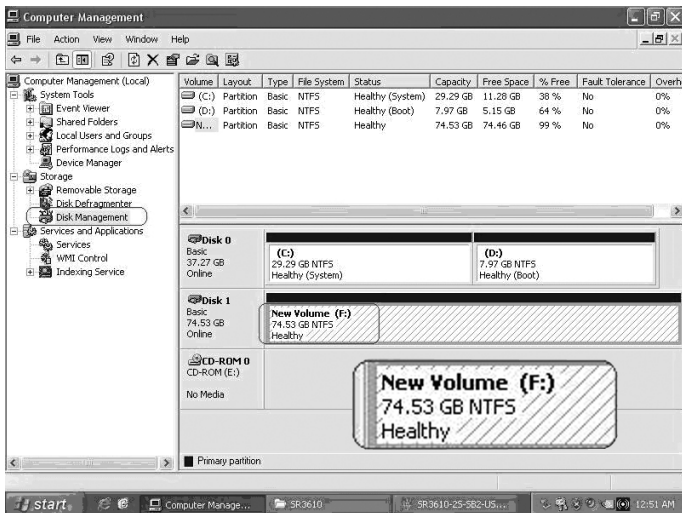 Computer Management
File Action View Window Help
Computer Management (Local)
System Tools
Event Viewer
Shared Folders
Local Users and Groups
Performance Logs and Alerts
Device Manager
Storage
Removable Storage
Disk Defragmenter
Disk Management
Services and Applications
Services
WMI Control
Indexing Service
Volume Layout Type File System Status Capacity Free Space % Free Fault Tolerance Overh
(C:) Partition Basic NTFS Healthy (System) 29.29 GB 11.28 GB 38 % No 0%
(D:) Partition Basic NTFS Healthy (Boot) 7.97 GB 5.15 GB 64 % No 0%
N... Partition Basic NTFS Healthy 74.53 GB 74.46 GB 99 % No 0%
Disk 0
Basic
37.27 GB
Online
(C:)
29.29 GB NTFS
Healthy (System)
(D:)
7.97 GB NTFS
Healthy (Boot)
Disk 1
Basic
74.53 GB
Online
New Volume (F:)
74.53 GB NTFS
Healthy
CD-ROM 0
CD-ROM (E:)
No Media
New Volume (F:)
74.53 GB NTFS
Healthy
Primary partition
start
Computer Manage...
SR3610
SR3610-2S-SB2-US...
12:51 AM